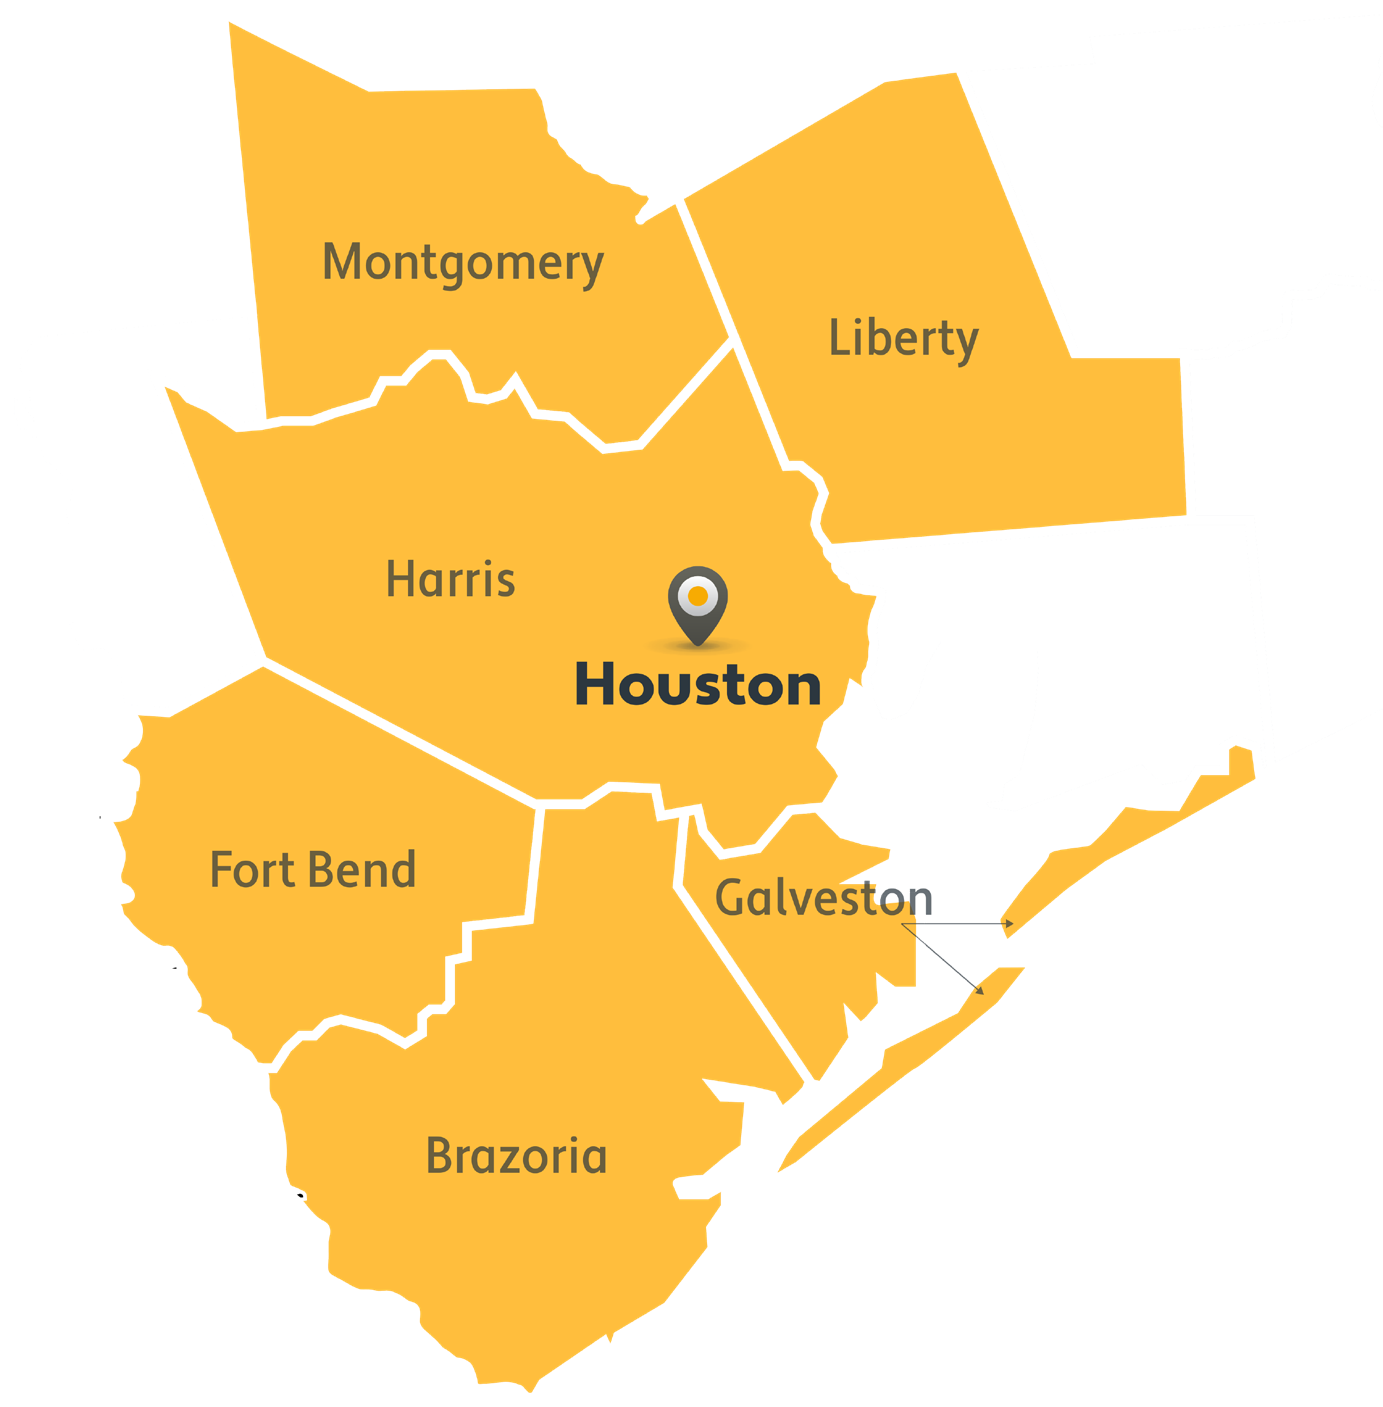 Montgomery
Liberty
Harris
Houston
Fort Bend
Galveston
Brazoria